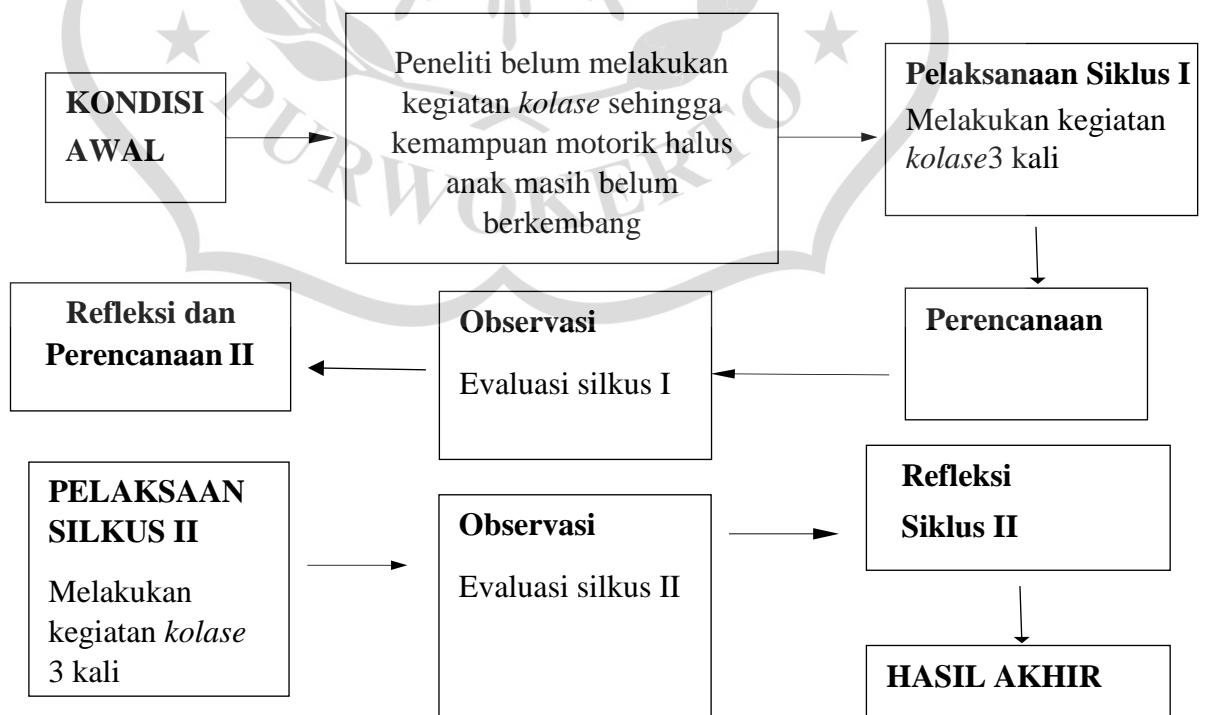 KONDISI
AWAL
Peneliti belum melakukan
kegiatan kolase sehingga
kemampuan motorik halus
anak masih belum
berkembang
Pelaksanaan Siklus I
Melakukan kegiatan
kolase3 kali
Perencanaan
Observasi
Evaluasi silkus I
Refleksi dan
Perencanaan II
PELAKSAAN
SILKUS II
Melakukan
kegiatan kolase
3 kali
Observasi
Evaluasi silkus II
Refleksi
Siklus II
HASIL AKHIR
PURWOKERTO